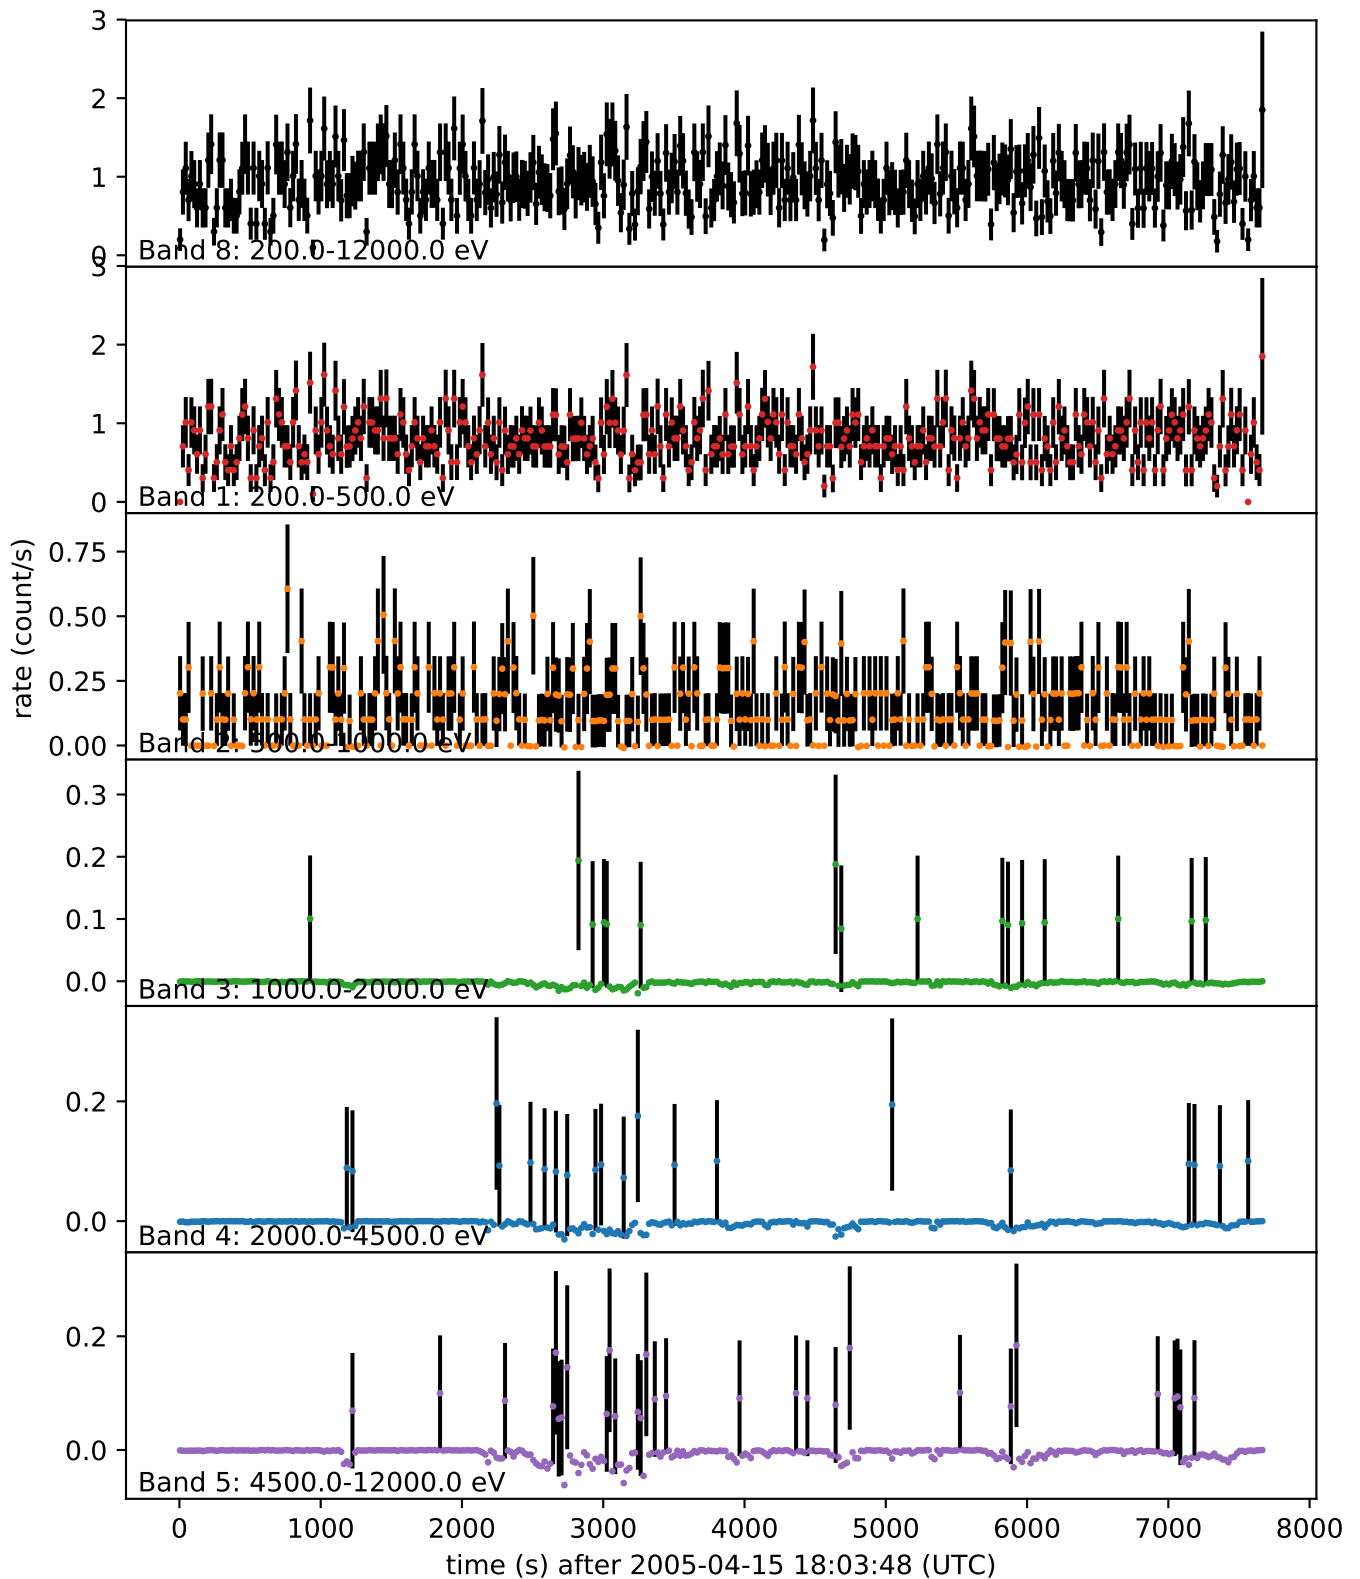 3
2
1
0
Band 8: 200.0-12000.0 eV
3
2
1
0
Band 1: 200.0-500.0 eV
rate (count/s)
0.75
0.50
0.25
0.00
Band 2: 500.0-1000.0 eV
0.3
0.2
0.1
0.0
Band 3: 1000.0-2000.0 eV
0.2
0.0
Band 4: 2000.0-4500.0 eV
0.2
0.0
Band 5: 4500.0-12000.0 eV
0 1000 2000 3000 4000 5000 6000 7000 8000
time (s) after 2005-04-15 18:03:48 (UTC)